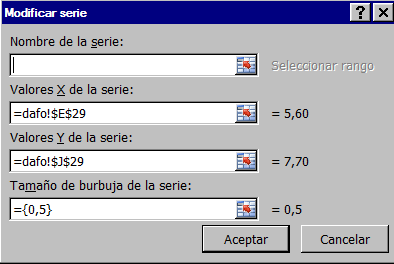 Modificar serie
Nombre de la serie:
Seleccionar rango
Valores X de la serie:
=dafo!$E$29 = 5,60
Valores Y de la serie:
=dafo!$J$29 = 7,70
Tamaño de burbuja de la serie:
={0,5} = 0,5
Aceptar Cancelar